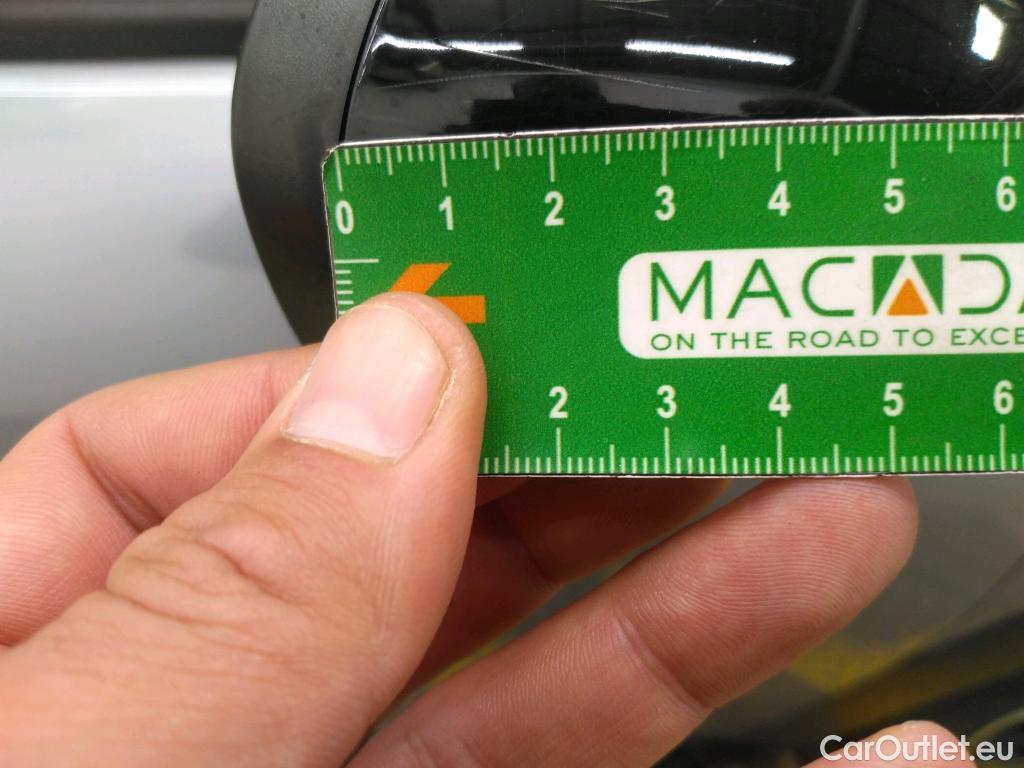 0 1 2 3 4 5 6
MACADA
ON THE ROAD TO EXCE
2 3 4 5 6
CarOutlet.eu